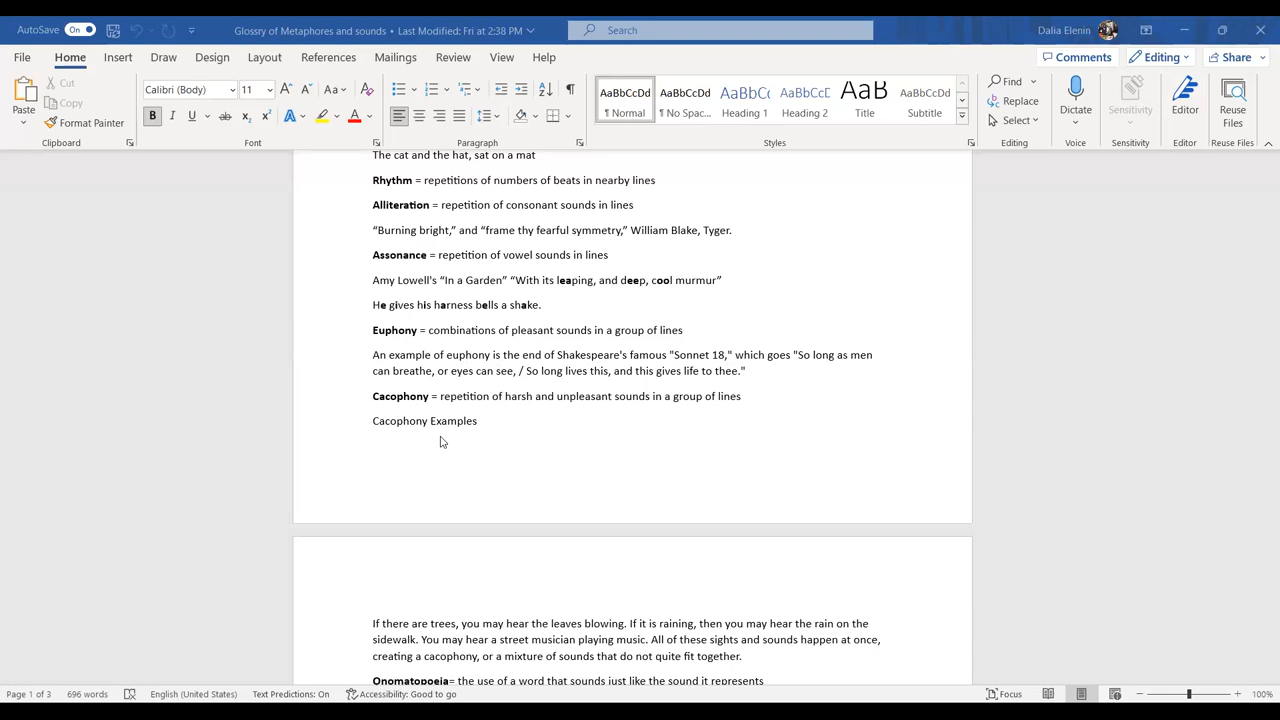 AutoSave On Glossry of Metaphores and sounds • Last Modified: Fri at 2:38 PM Search Dalia Elenin
File Home Insert Draw Design Layout References Mailings Review View Help Comments Editing Share
Paste Cut Copy Format Painter
Calibri (Body) 11
B I U ab x2 x2 A A
AaBbCcDd AaBbCcDd AaBbCc AaBbCcD AaB AaBbCcDd
Normal No Spac... Heading 1 Heading 2 Title Subtitle
Find Replace Select
Dictate Sensitivity Editor Reuse Files
Clipboard Font Paragraph Styles Editing Voice Sensitivity Editor Reuse Files
The cat and the hat, sat on a mat
Rhythm = repetitions of numbers of beats in nearby lines
Alliteration = repetition of consonant sounds in lines
“Burning bright,” and “frame thy fearful symmetry,” William Blake, Tyger.
Assonance = repetition of vowel sounds in lines
Amy Lowell's “In a Garden” “With its leaping, and deep, cool murmur”
He gives his harness bells a shake.
Euphony = combinations of pleasant sounds in a group of lines
An example of euphony is the end of Shakespeare's famous "Sonnet 18," which goes "So long as men
can breathe, or eyes can see, / So long lives this, and this gives life to thee."
Cacophony = repetition of harsh and unpleasant sounds in a group of lines
Cacophony Examples
If there are trees, you may hear the leaves blowing. If it is raining, then you may hear the rain on the
sidewalk. You may hear a street musician playing music. All of these sights and sounds happen at once,
creating a cacophony, or a mixture of sounds that do not quite fit together.
Onomatopoeia= the use of a word that sounds just like the sound it represents
Page 1 of 3 696 words English (United States) Text Predictions: On Accessibility: Good to go Focus 100%